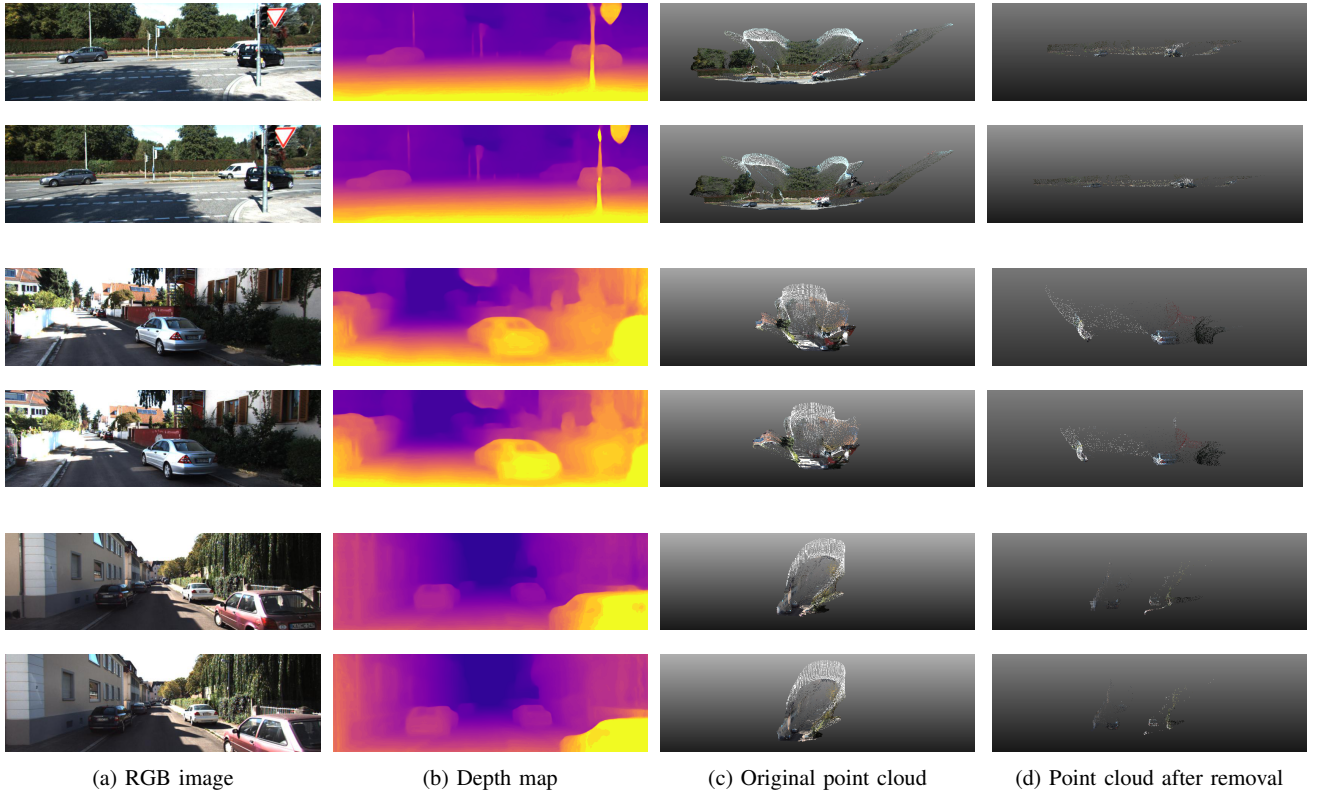 (a) RGB image
(b) Depth map
(c) Original point cloud
(d) Point cloud after removal